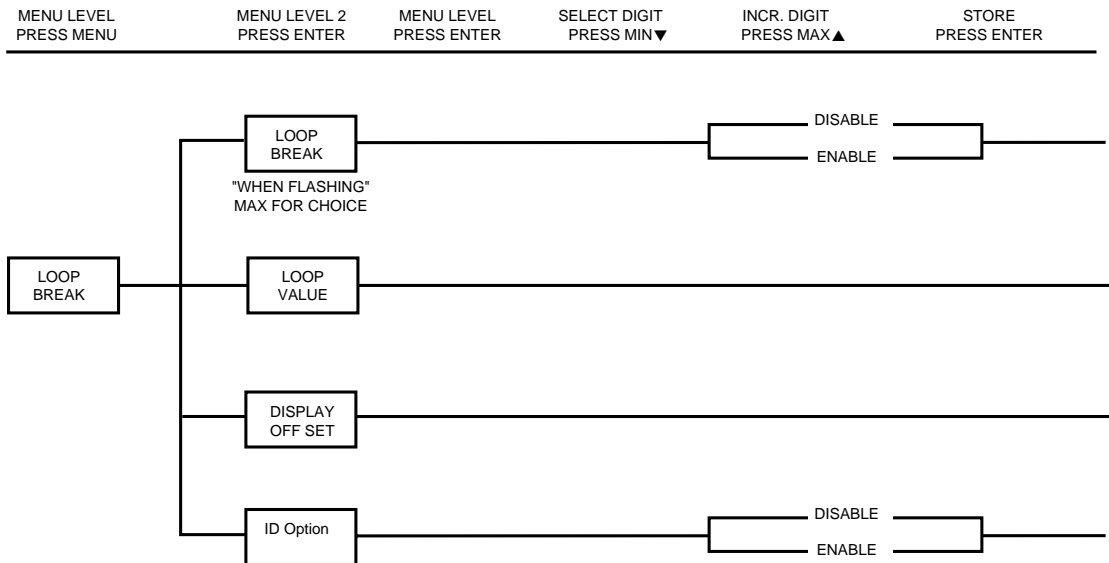 MENU LEVEL
PRESS MENU
MENU LEVEL 2
PRESS ENTER
MENU LEVEL
PRESS ENTER
SELECT DIGIT
PRESS MIN▼
INCR. DIGIT
PRESS MAX▲
STORE
PRESS ENTER
LOOP
BREAK
"WHEN FLASHING"
MAX FOR CHOICE
DISABLE
ENABLE
LOOP
BREAK
LOOP
VALUE
DISPLAY
OFF SET
ID Option
DISABLE
ENABLE